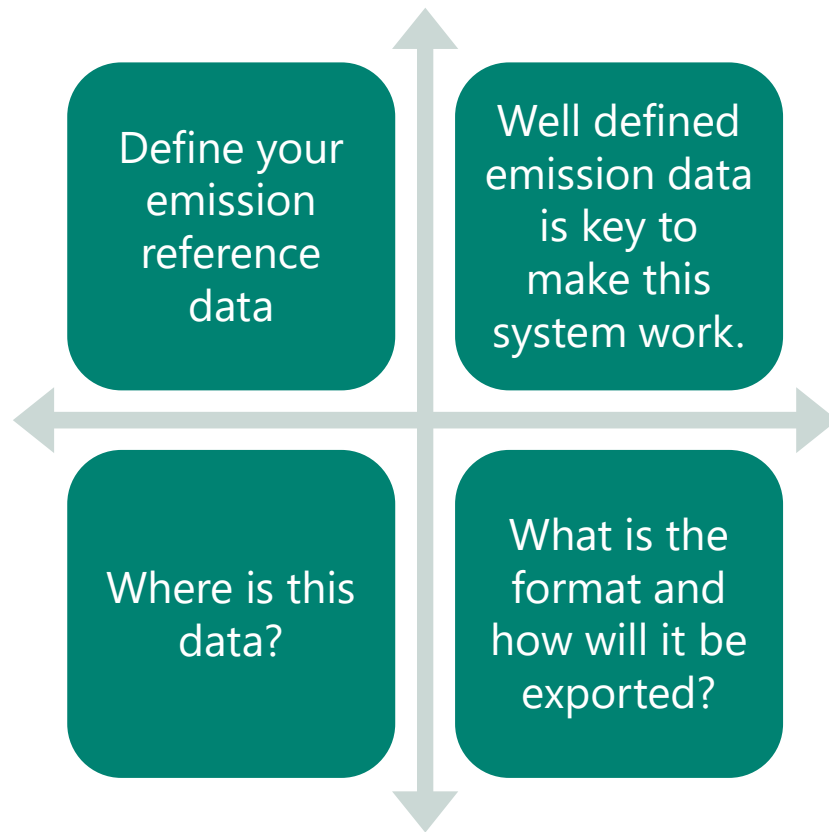 Define your
emission
reference
data
Well defined
emission data
is key to
make this
system work.
Where is this
data?
What is the
format and
how will it be
exported?